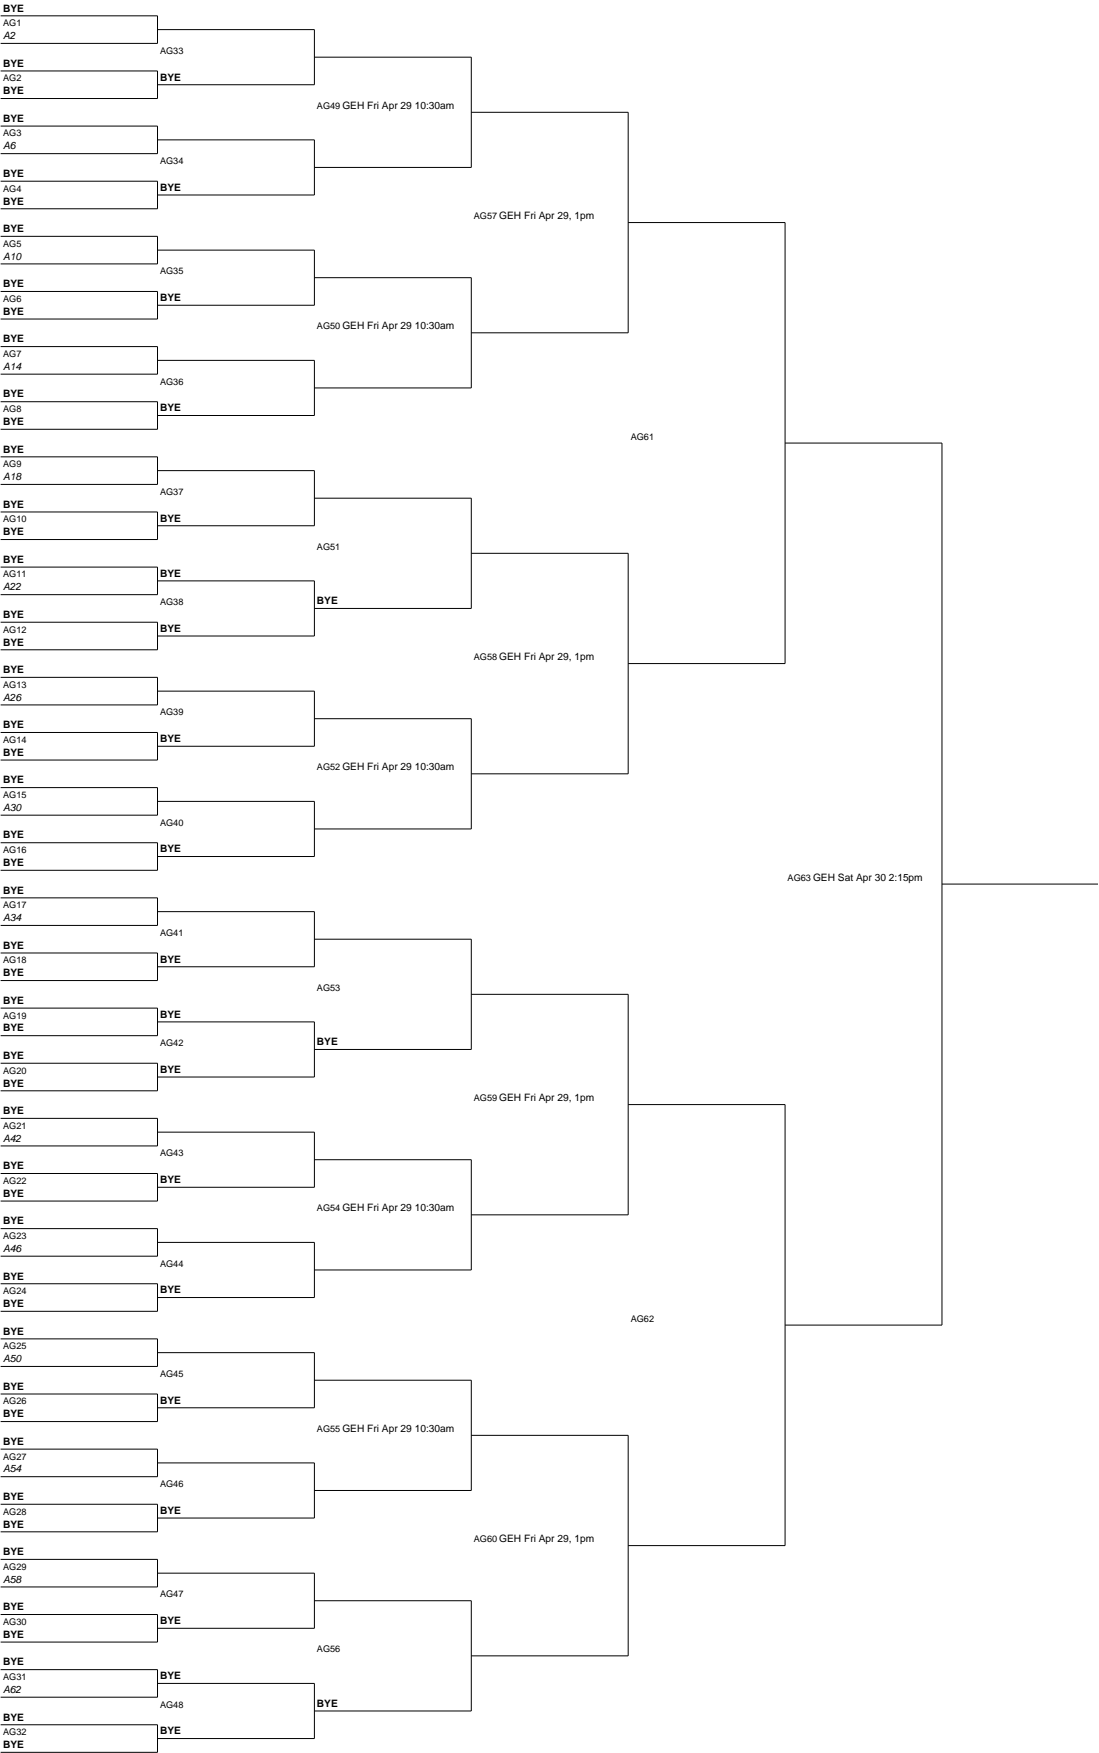 BYE
AG1
A2
AG33
BYE
AG2
BYE
BYE
AG49 GEH Fri Apr 29 10:30am
BYE
AG3
A6
AG34
BYE
AG4
BYE
BYE
AG57 GEH Fri Apr 29, 1pm
BYE
AG5
A10
AG35
BYE
AG6
BYE
BYE
AG50 GEH Fri Apr 29 10:30am
BYE
AG7
A14
AG36
BYE
AG8
BYE
BYE
AG61
BYE
AG9
A18
AG37
BYE
AG10
BYE
BYE
AG51
BYE
AG11
BYE
A22
AG38
BYE
BYE
AG12
BYE
BYE
AG58 GEH Fri Apr 29, 1pm
BYE
AG13
A26
AG39
BYE
AG14
BYE
BYE
AG52 GEH Fri Apr 29 10:30am
BYE
AG15
A30
AG40
BYE
AG16
BYE
BYE
AG63 GEH Sat Apr 30 2:15pm
BYE
AG17
A34
AG41
BYE
AG18
BYE
BYE
AG53
BYE
AG19
BYE
BYE
AG42
BYE
BYE
AG20
BYE
BYE
AG59 GEH Fri Apr 29, 1pm
BYE
AG21
A42
AG43
BYE
AG22
BYE
BYE
AG54 GEH Fri Apr 29 10:30am
BYE
AG23
A46
AG44
BYE
AG24
BYE
BYE
AG62
BYE
AG25
A50
AG45
BYE
AG26
BYE
BYE
AG55 GEH Fri Apr 29 10:30am
BYE
AG27
A54
AG46
BYE
AG28
BYE
BYE
AG60 GEH Fri Apr 29, 1pm
BYE
AG29
A58
AG47
BYE
AG30
BYE
BYE
AG56
BYE
AG31
BYE
A62
AG48
BYE
BYE
AG32
BYE
BYE